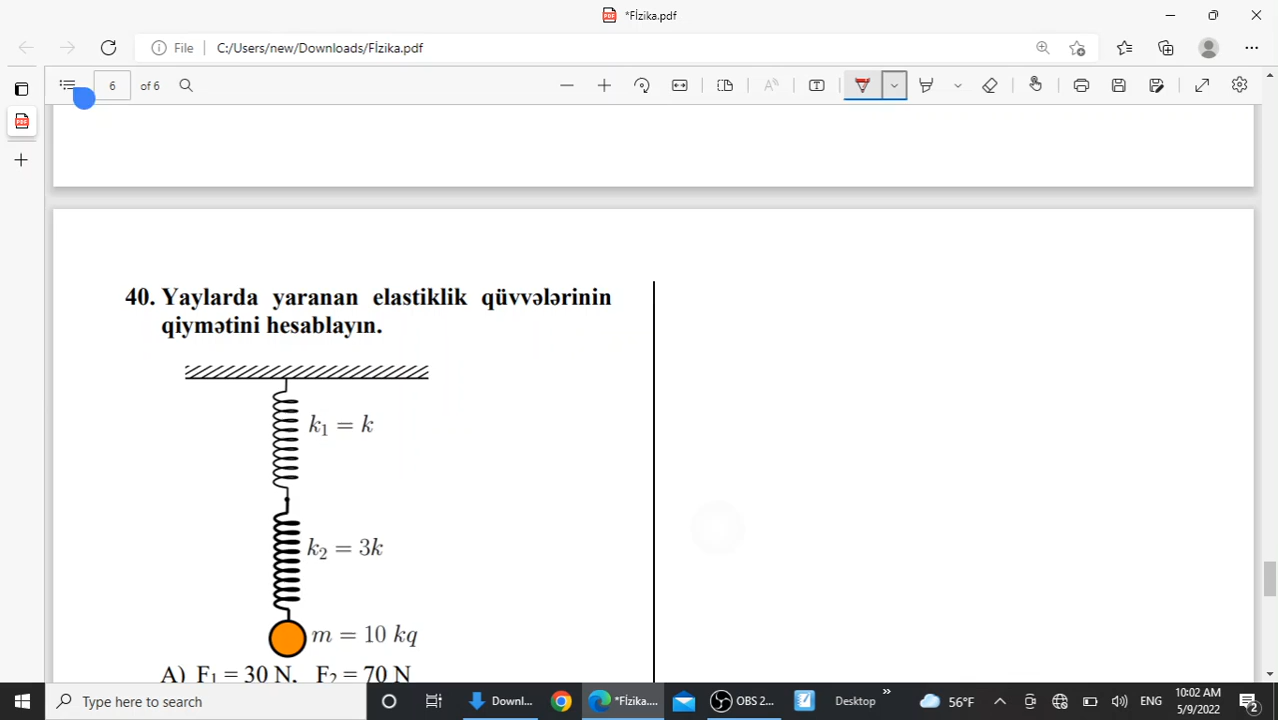 *Fİzika.pdf
File C:/Users/new/Downloads/Fİzika.pdf
6 of 6
40. Yaylarda yaranan elastiklik qüvvələrinin
qiymətini hesablayın.
k₁ = k
k₂ = 3k
m = 10 kq
A) F₁ = 30 N, F₂ = 70 N
Type here to search
Downl...
*Fİzika....
OBS 2...
Desktop
56°F
ENG
10:02 AM
5/9/2022
2